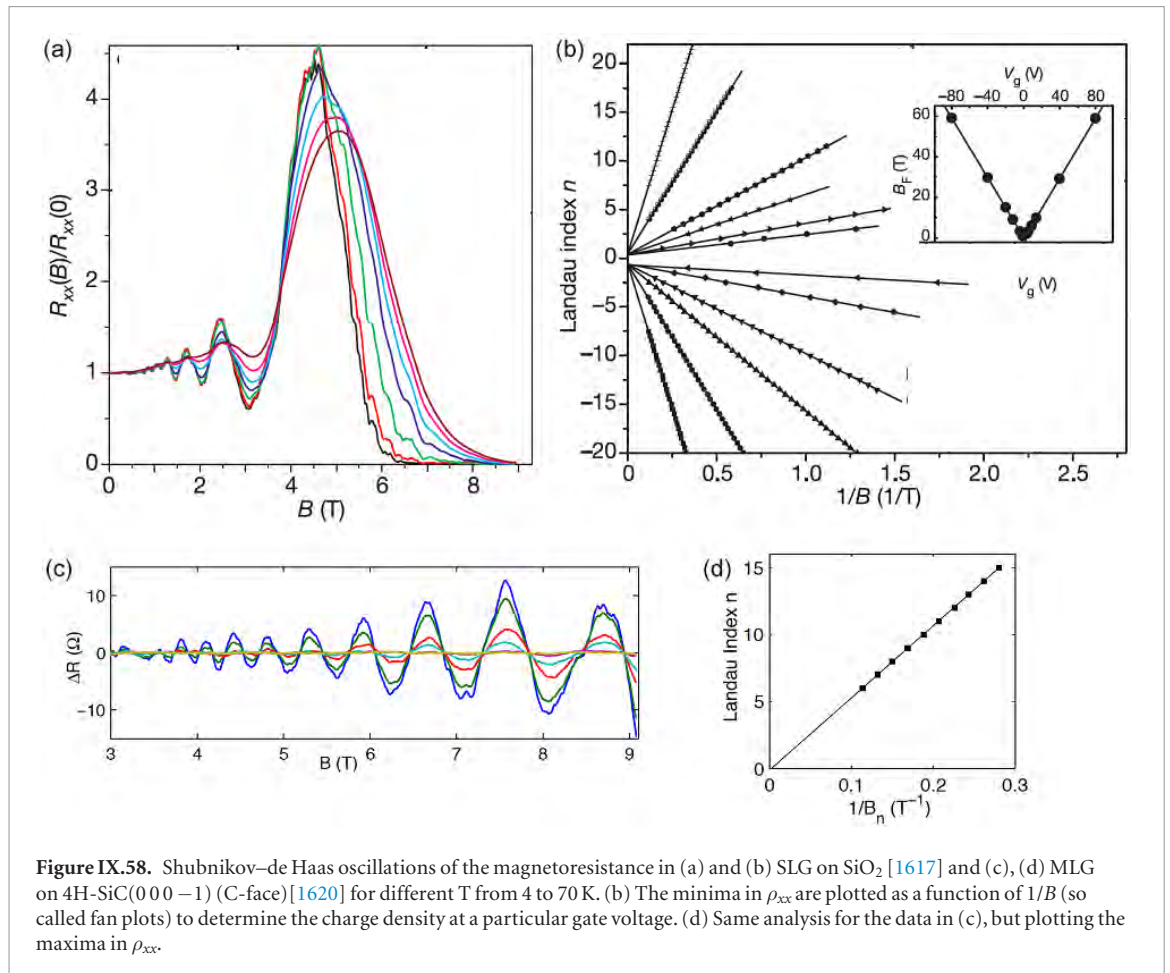 (a)
R_xx(B)/R_xx(0)
4
3
2
1
0
0 2 4 6 8
B (T)
(b)
Landau index n
20
15
10
5
0
−5
−10
−15
−20
0 0.5 1.0 1.5 2.0 2.5
1/B (1/T)
V_g (V)
−80 −40 0 40 80
B_F (T)
60
40
20
0
V_g (V)
(c)
ΔR (Ω)
10
0
−10
3 4 5 6 7 8 9
B (T)
(d)
Landau Index n
15
10
5
0
0 0.1 0.2 0.3
1/B_n (T⁻¹)
Figure IX.58. Shubnikov–de Haas oscillations of the magnetoresistance in (a) and (b) SLG on SiO₂ [1617] and (c), (d) MLG
on 4H-SiC(0 0 0 −1) (C-face)[1620] for different T from 4 to 70 K. (b) The minima in ρ_xx are plotted as a function of 1/B (so
called fan plots) to determine the charge density at a particular gate voltage. (d) Same analysis for the data in (c), but plotting the
maxima in ρ_xx.